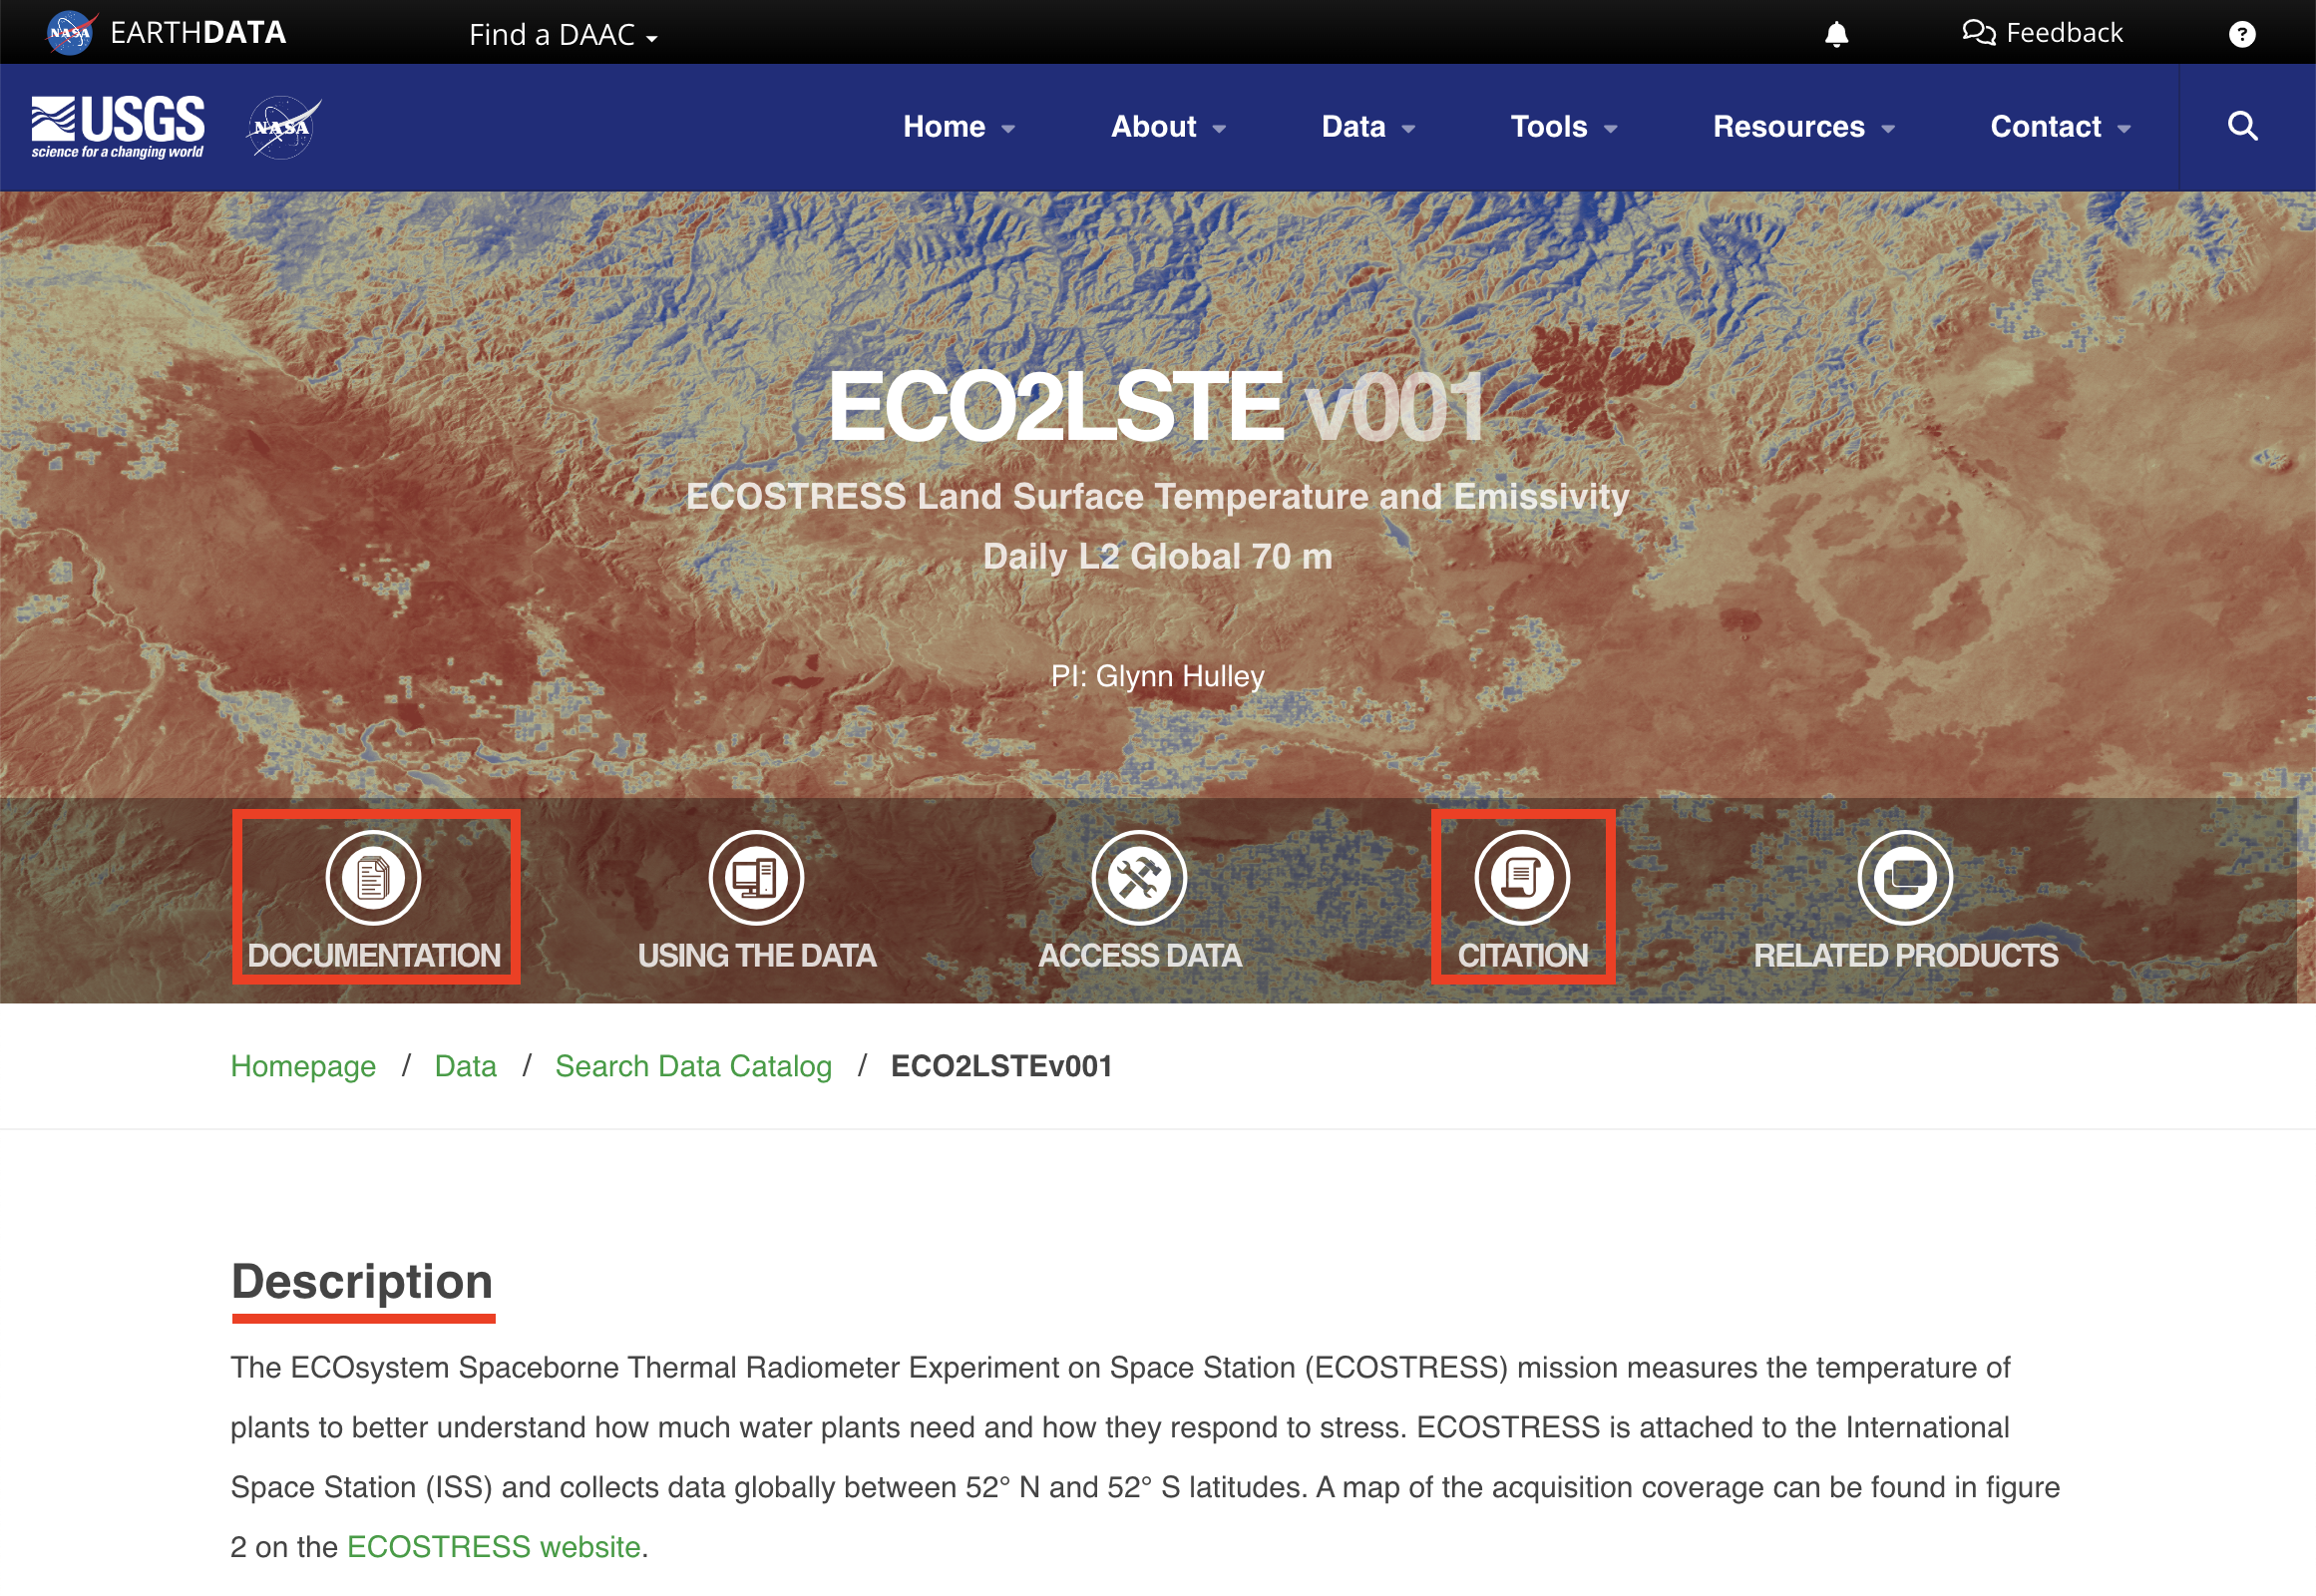 NASA EARTHDATA Find a DAAC Feedback ?
USGS NASA Home About Data Tools Resources Contact
science for a changing world
ECO2LSTE v001
ECOSTRESS Land Surface Temperature and Emissivity
Daily L2 Global 70 m
PI: Glynn Hulley
DOCUMENTATION USING THE DATA ACCESS DATA CITATION RELATED PRODUCTS
Homepage / Data / Search Data Catalog / ECO2LSTEv001
Description
The ECOsystem Spaceborne Thermal Radiometer Experiment on Space Station (ECOSTRESS) mission measures the temperature of
plants to better understand how much water plants need and how they respond to stress. ECOSTRESS is attached to the International
Space Station (ISS) and collects data globally between 52° N and 52° S latitudes. A map of the acquisition coverage can be found in figure
2 on the ECOSTRESS website.